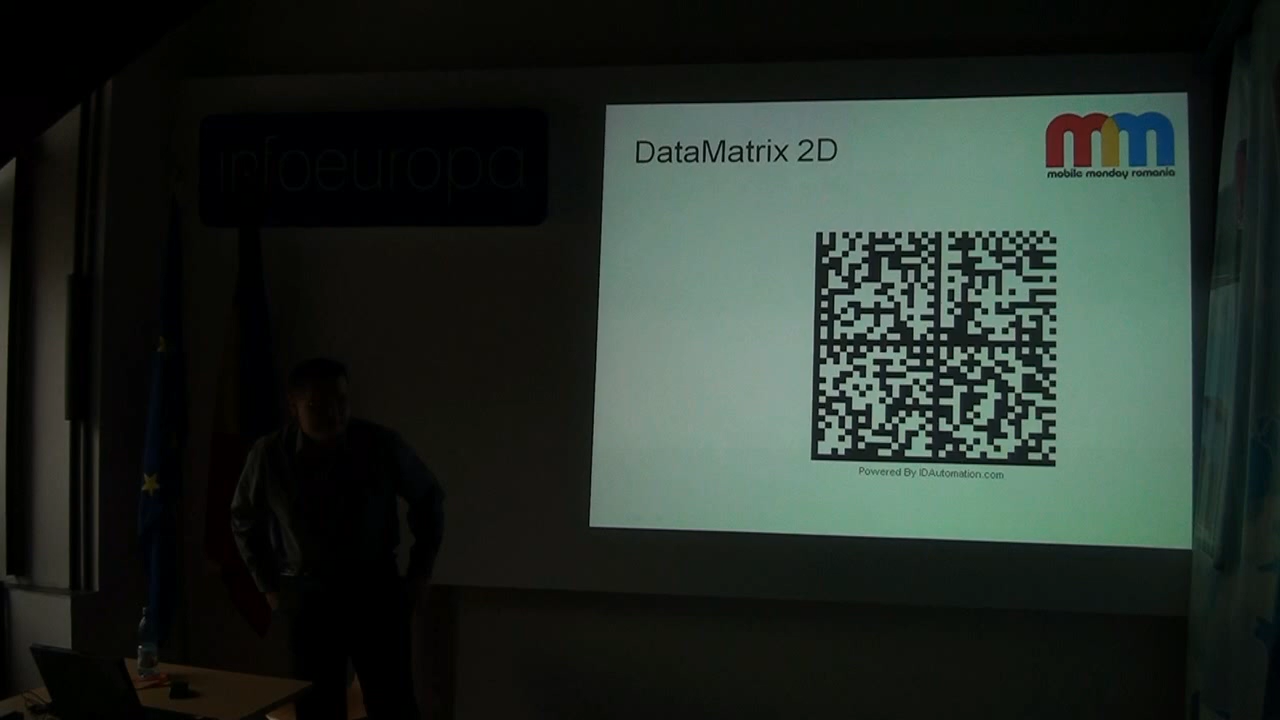 infoeuropa
DataMatrix 2D
mm
mobile monday romania
Powered By IDAutomation.com